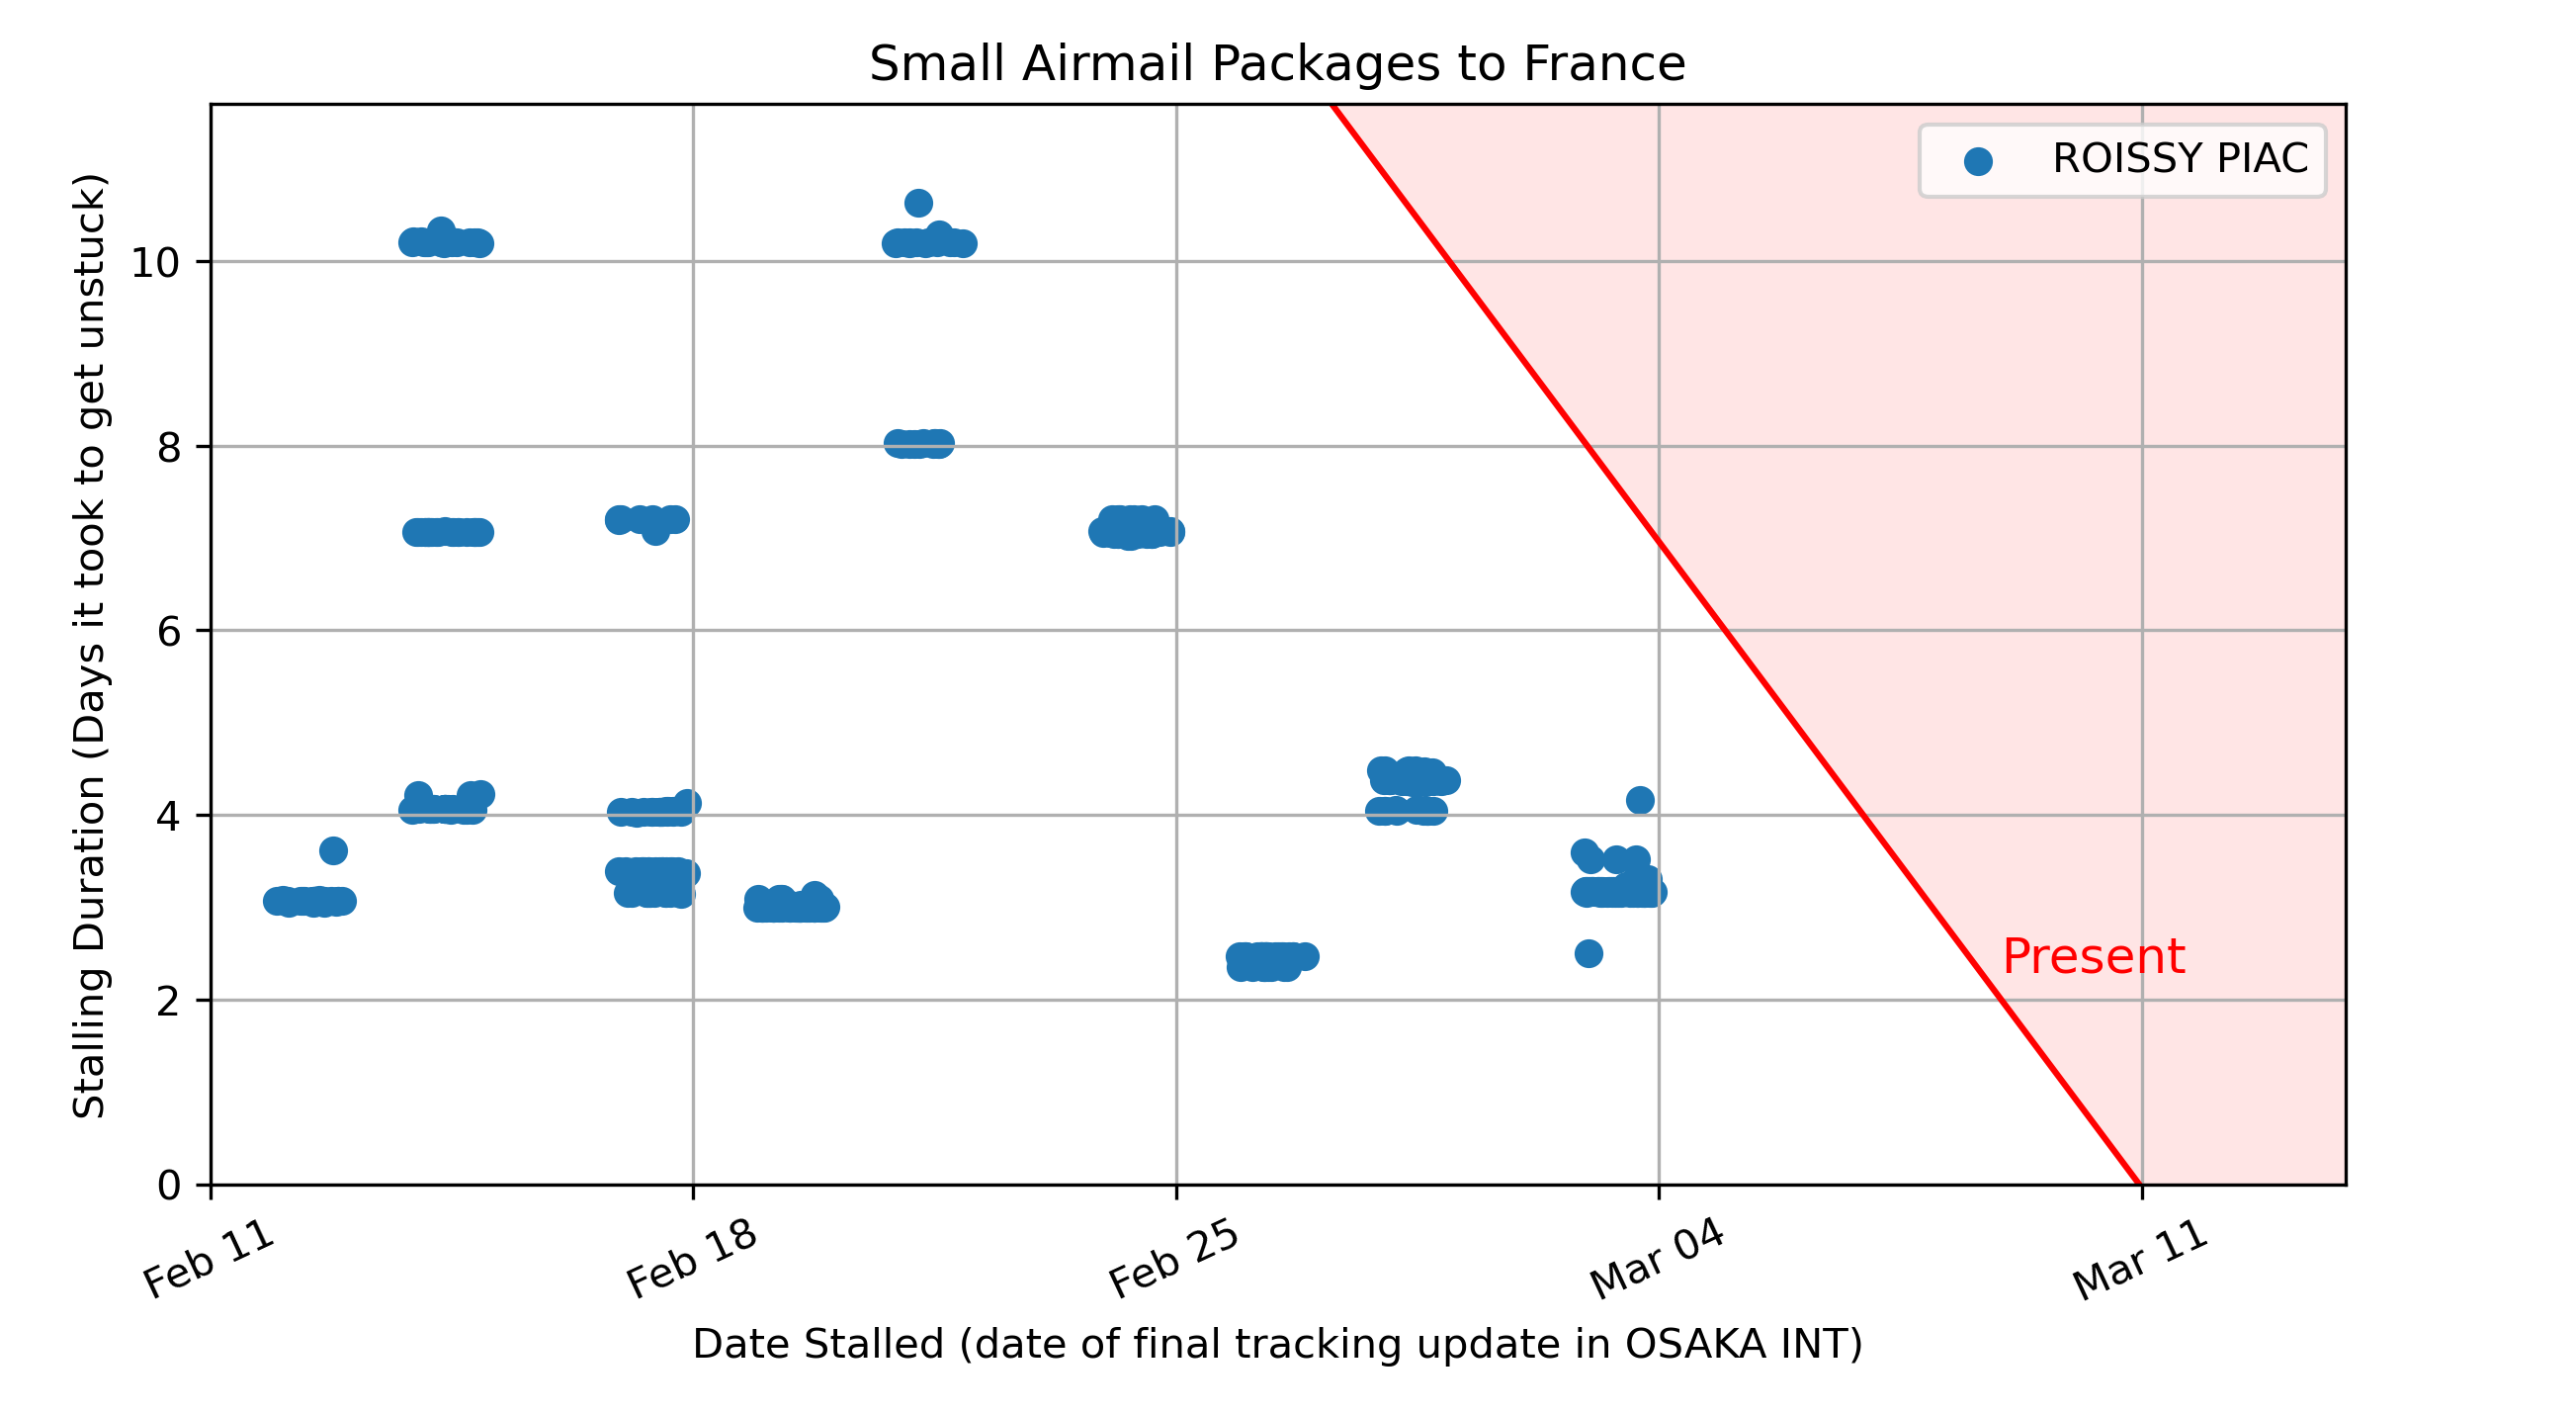 Small Airmail Packages to France
ROISSY PIAC
Stalling Duration (Days it took to get unstuck)
10
8
6
4
2
0
Present
Feb 11
Feb 18
Feb 25
Mar 04
Mar 11
Date Stalled (date of final tracking update in OSAKA INT)